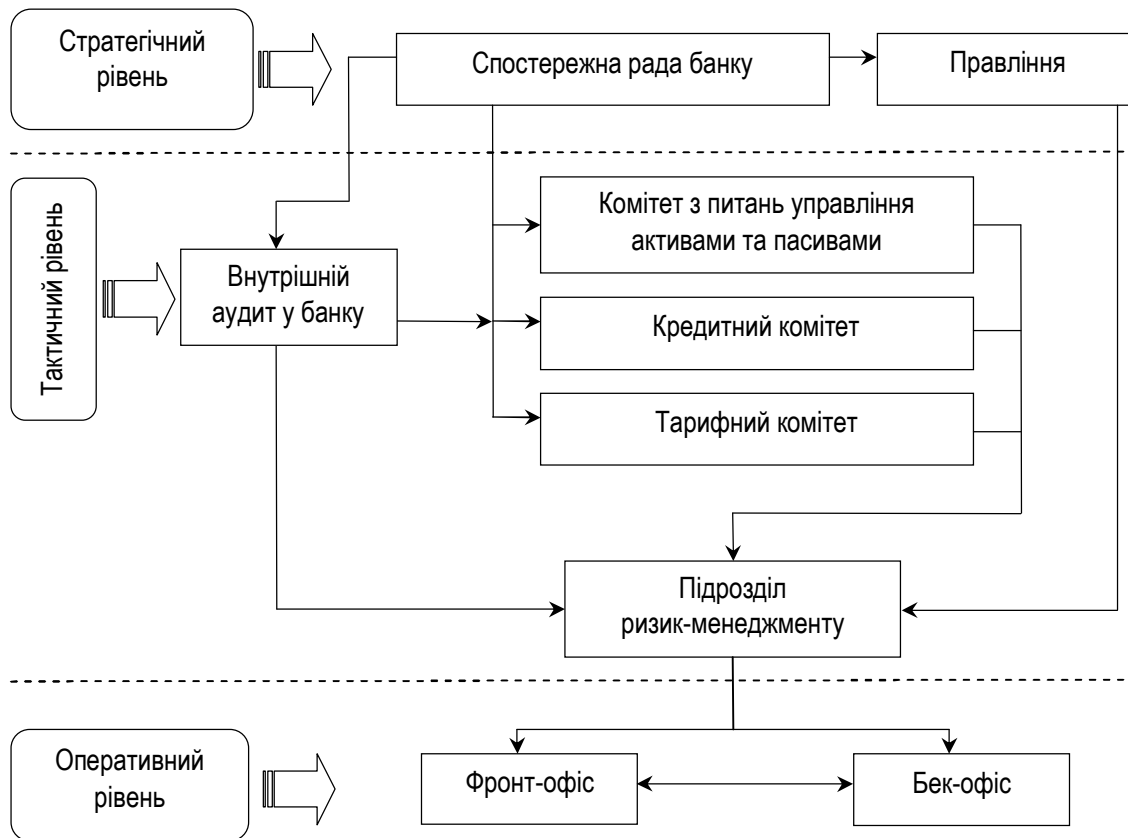 Стратегічний
рівень
Спостережна рада банку
Правління
Тактичний рівень
Комітет з питань управління
активами та пасивами
Внутрішній
аудит у банку
Кредитний комітет
Тарифний комітет
Підрозділ
ризик-менеджменту
Оперативний
рівень
Фронт-офіс
Бек-офіс